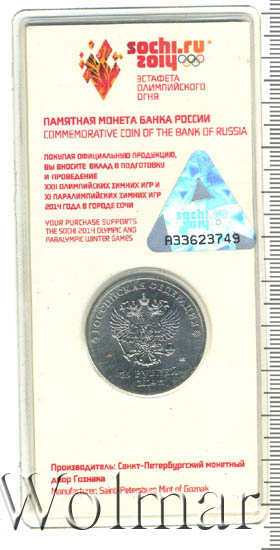 sochi.ru
2014
ЭСТАФЕТА
ОЛИМПИЙСКОГО
ОГНЯ
ПАМЯТНАЯ МОНЕТА БАНКА РОССИИ
COMMEMORATIVE COIN OF THE BANK OF RUSSIA
ПОКУПАЯ ОФИЦИАЛЬНУЮ ПРОДУКЦИЮ,
ВЫ ВНОСИТЕ ВКЛАД В ПОДГОТОВКУ
И ПРОВЕДЕНИЕ
XXII ОЛИМПИЙСКИХ ЗИМНИХ ИГР И
XI ПАРАЛИМПИЙСКИХ ЗИМНИХ ИГР
2014 ГОДА В ГОРОДЕ СОЧИ
YOUR PURCHASE SUPPORTS
THE SOCHI 2014 OLYMPIC AND
PARALYMPIC WINTER GAMES
sochi.ru
2014
A33623749
РОССИЙСКАЯ ФЕДЕРАЦИЯ
25 РУБЛЕЙ
2014 г.
Производитель: Санкт-Петербургский монетный
двор Гознака
Manufacturer: Saint-Petersburg Mint of Goznak
Wolmar